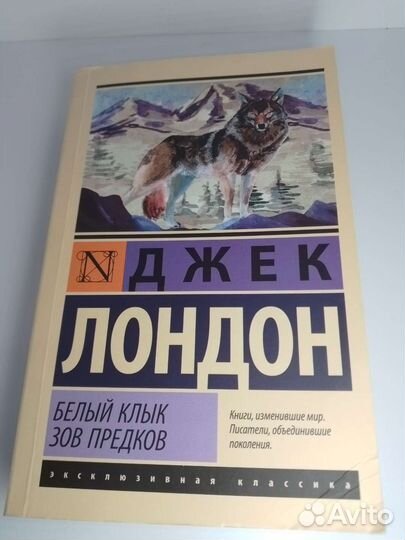 N ДЖЕК
ЛОНДОН
БЕЛЫЙ КЛЫК
ЗОВ ПРЕДКОВ
Книги, изменившие мир.
Писатели, объединившие
поколения.
эксклюзивная классика
Avito